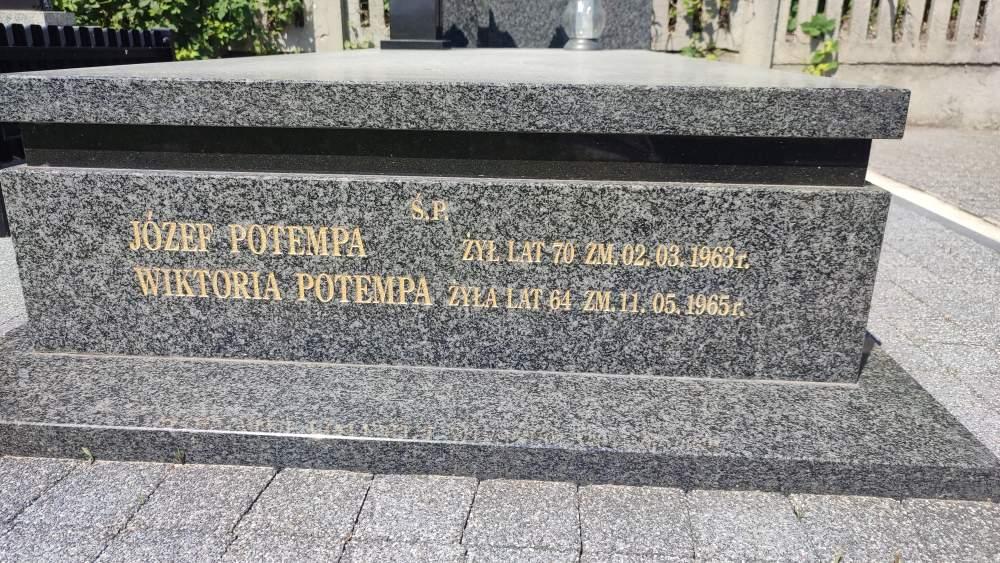 Ś.P.
JÓZEF POTEMPA ŻYŁ LAT 70 ZM. 02. 03. 1963r.
WIKTORIA POTEMPA ŻYŁA LAT 64 ZM. 11. 05. 1965r.